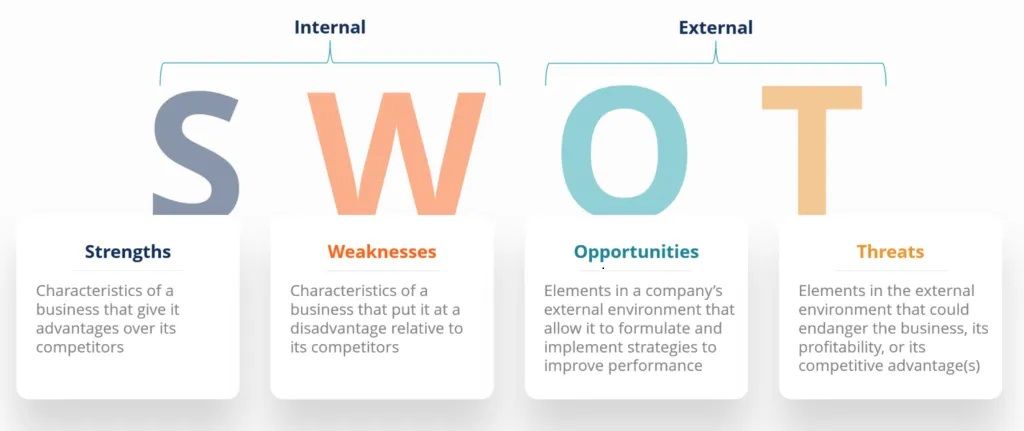 Internal
External
S W O T
Strengths
Characteristics of a
business that give it
advantages over its
competitors
Weaknesses
Characteristics of a
business that put it at a
disadvantage relative to
its competitors
Opportunities
Elements in a company’s
external environment that
allow it to formulate and
implement strategies to
improve performance
Threats
Elements in the external
environment that could
endanger the business, its
profitability, or its
competitive advantage(s)